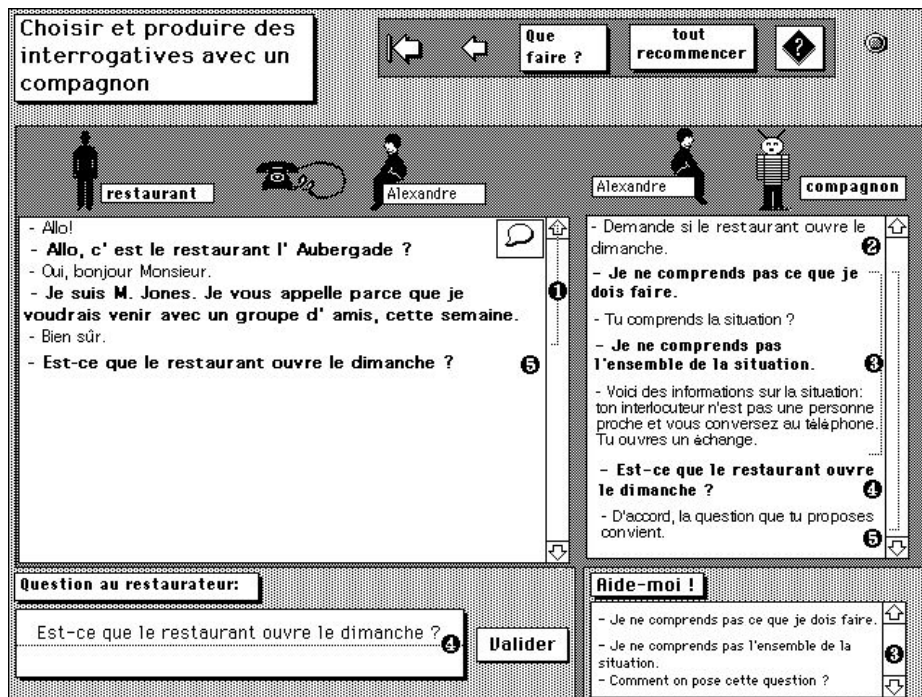 Choisir et produire des
interrogatives avec un
compagnon
Que
faire ?
tout
recommencer
?
restaurant
Alexandre
Alexandre
compagnon
- Allo!
- Allo, c' est le restaurant l' Aubergade ?
- Oui, bonjour Monsieur.
- Je suis M. Jones. Je vous appelle parce que je
voudrais venir avec un groupe d' amis, cette semaine.
1
- Bien sûr.
- Est-ce que le restaurant ouvre le dimanche ?
5
- Demande si le restaurant ouvre le
dimanche.
2
- Je ne comprends pas ce que je
dois faire.
- Tu comprends la situation ?
- Je ne comprends pas
l'ensemble de la situation.
3
- Voici des informations sur la situation:
ton interlocuteur n'est pas une personne
proche et vous conversez au téléphone.
Tu ouvres un échange.
- Est-ce que le restaurant ouvre
le dimanche ?
4
- D'accord, la question que tu proposes
convient.
5
Question au restaurateur:
Est-ce que le restaurant ouvre le dimanche ?
4
Valider
Aide-moi !
- Je ne comprends pas ce que je dois faire.
- Je ne comprends pas l'ensemble de la
situation.
3
- Comment on pose cette question ?